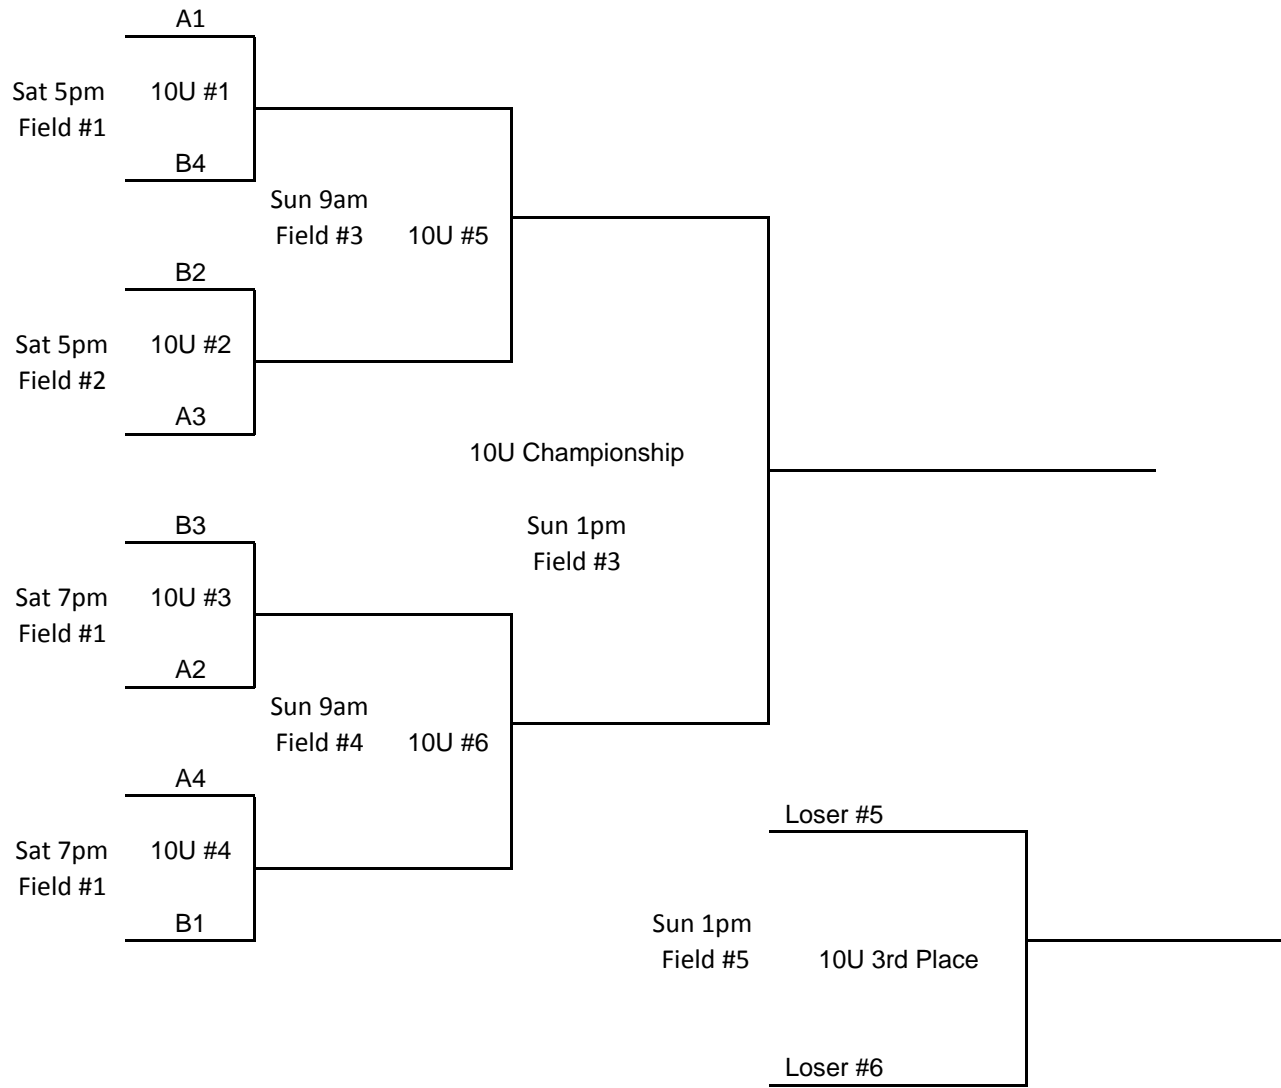 A1
Sat 5pm 10U #1
Field #1
B4
Sun 9am
Field #3 10U #5
B2
Sat 5pm 10U #2
Field #2
A3
10U Championship
B3
Sun 1pm
Field #3
Sat 7pm 10U #3
Field #1
A2
Sun 9am
Field #4 10U #6
A4
Loser #5
Sat 7pm 10U #4
Field #1
B1
Sun 1pm
Field #5 10U 3rd Place
Loser #6